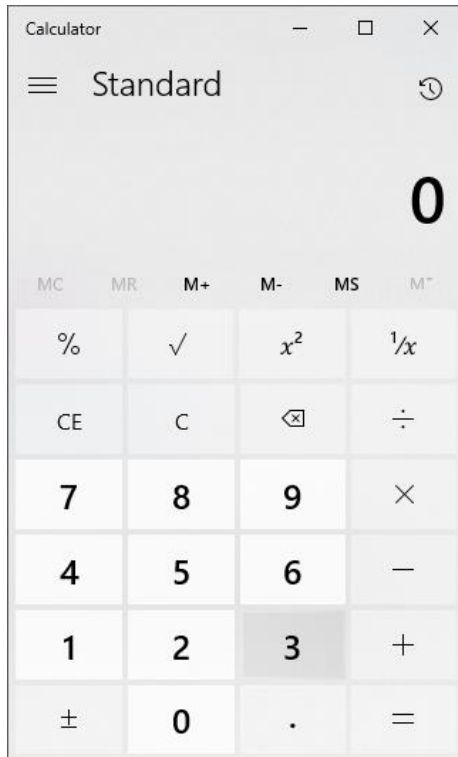 Calculator
Standard
0
MC MR M+ M- MS M˅
% √ x² ¹/x
CE C ÷
7 8 9 ×
4 5 6 −
1 2 3 +
± 0 . =